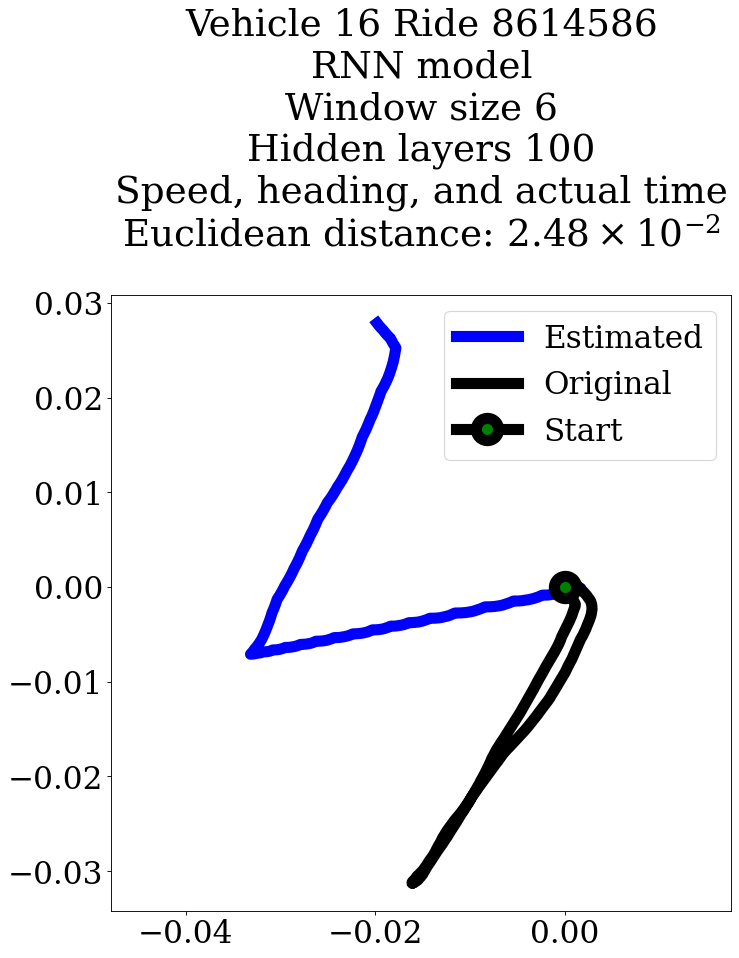 Vehicle 16 Ride 8614586
RNN model
Window size 6
Hidden layers 100
Speed, heading, and actual time
Euclidean distance: 2.48 × 10⁻²
Estimated
Original
Start
0.03
0.02
0.01
0.00
−0.01
−0.02
−0.03
−0.04
−0.02
0.00